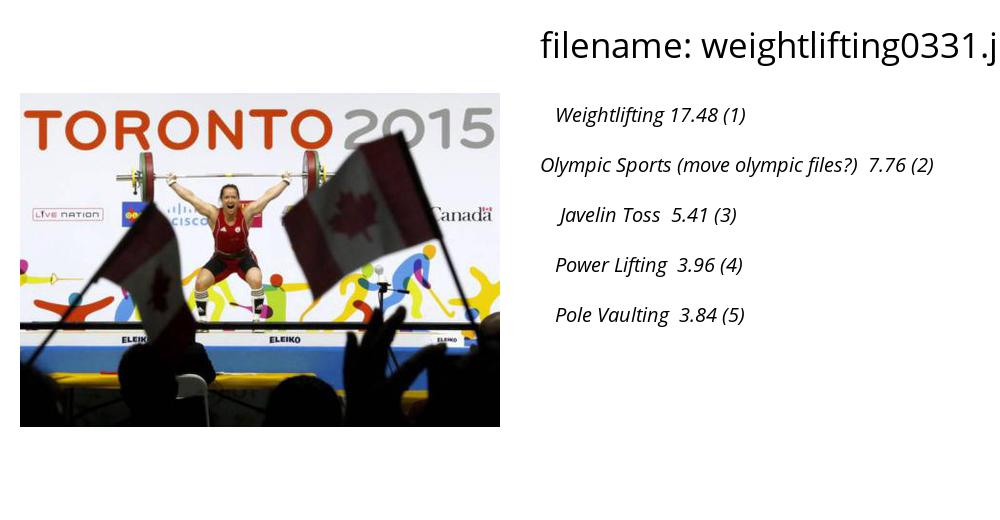 filename: weightlifting0331.j
Weightlifting 17.48 (1)
Olympic Sports (move olympic files?) 7.76 (2)
Javelin Toss 5.41 (3)
Power Lifting 3.96 (4)
Pole Vaulting 3.84 (5)
TORONTO 2015
LIVE NATION
CISCO
Canada
ELEIKO
ELEIKO
ELEIKO